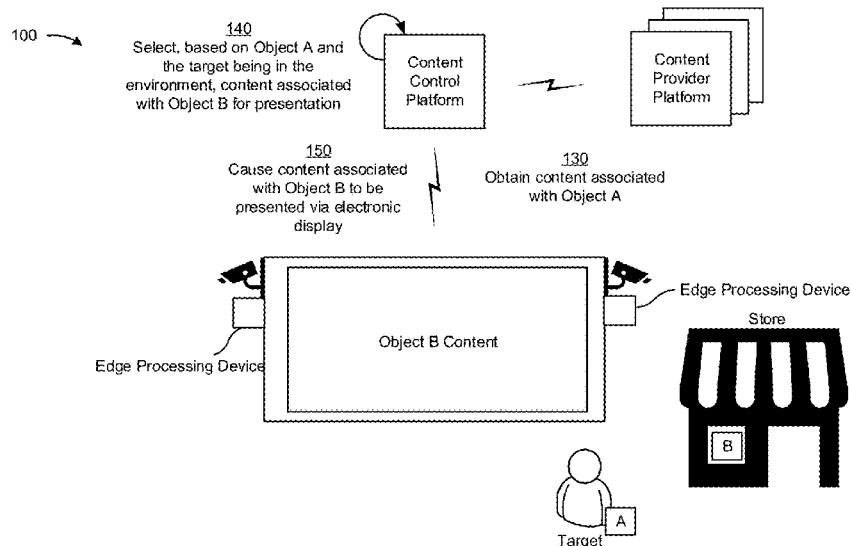 100
140
Select, based on Object A and
the target being in the
environment, content associated
with Object B for presentation
Content
Control
Platform
Content
Provider
Platform
150
Cause content associated
with Object B to be
presented via electronic
display
130
Obtain content associated
with Object A
Edge Processing Device
Store
Object B Content
Edge Processing Device
B
A
Target